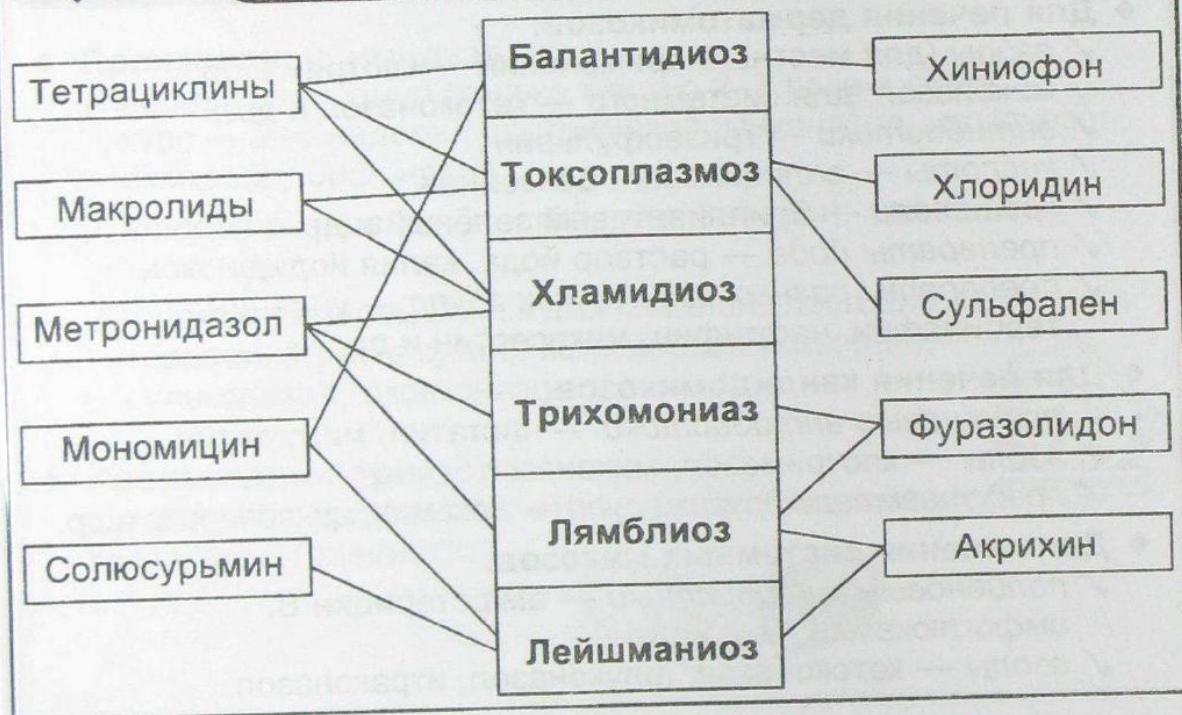 Тетрациклины
Макролиды
Метронидазол
Мономицин
Солюсурьмин
Балантидиоз
Токсоплазмоз
Хламидиоз
Трихомониаз
Лямблиоз
Лейшманиоз
Хиниофон
Хлоридин
Сульфален
Фуразолидон
Акрихин